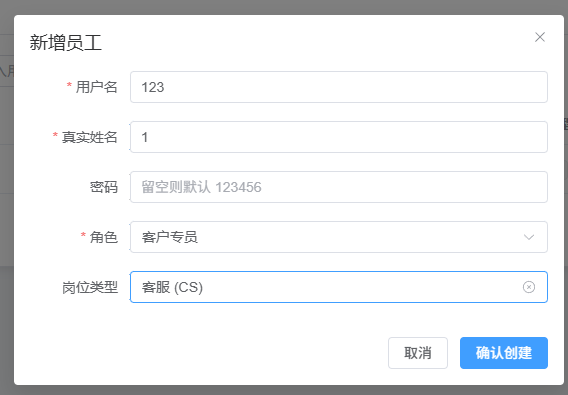 新增员工
* 用户名 123
* 真实姓名 1
密码 留空则默认 123456
* 角色 客户专员
岗位类型 客服 (CS)
取消 确认创建